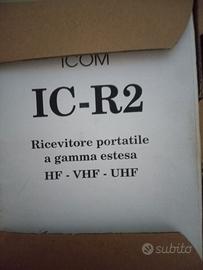 ICOM
IC-R2
Ricevitore portatile
a gamma estesa
HF - VHF - UHF
subito